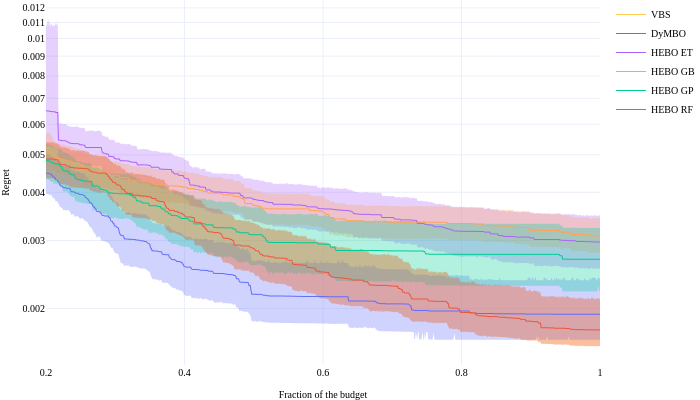 0.012
0.011
0.01
0.009
0.008
0.007
0.006
0.005
0.004
0.003
0.002
Regret
0.2
0.4
0.6
0.8
1
Fraction of the budget
VBS
DyMBO
HEBO ET
HEBO GB
HEBO GP
HEBO RF